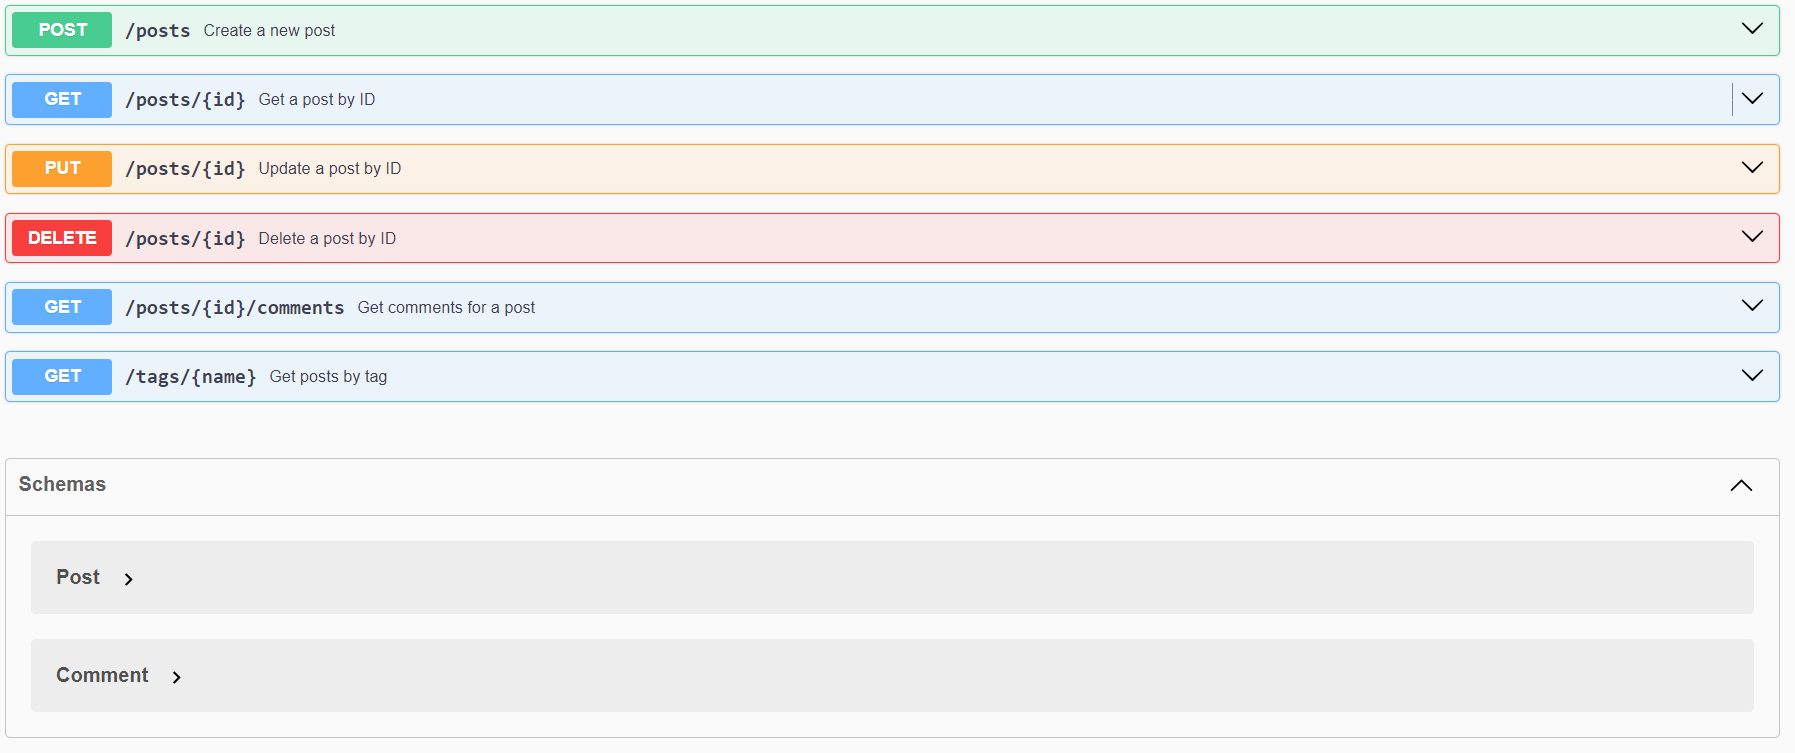 POST /posts Create a new post
GET /posts/{id} Get a post by ID
PUT /posts/{id} Update a post by ID
DELETE /posts/{id} Delete a post by ID
GET /posts/{id}/comments Get comments for a post
GET /tags/{name} Get posts by tag
Schemas
Post
Comment